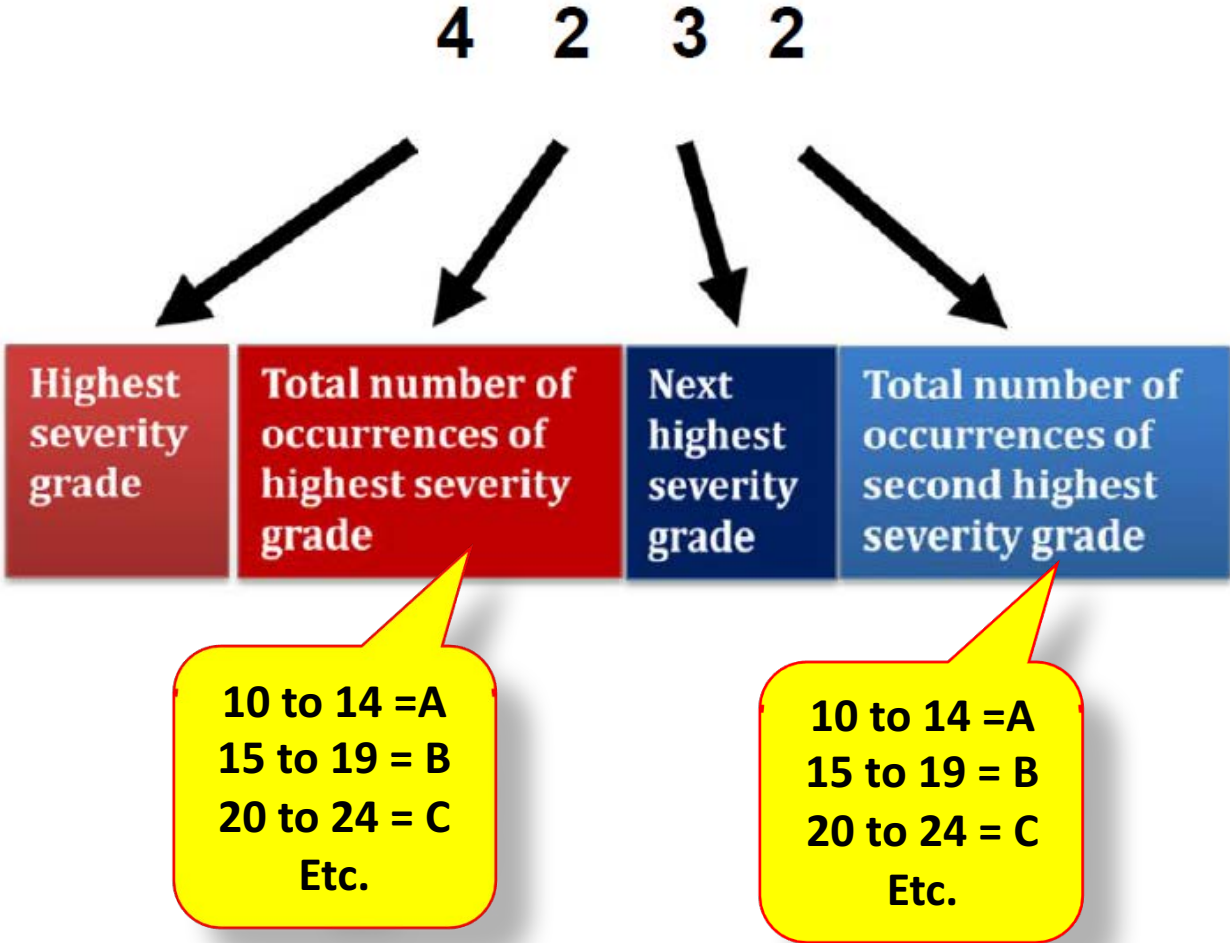 4 2 3 2
Highest
severity
grade
Total number of
occurrences of
highest severity
grade
Next
highest
severity
grade
Total number of
occurrences of
second highest
severity grade
10 to 14 =A
15 to 19 = B
20 to 24 = C
Etc.
10 to 14 =A
15 to 19 = B
20 to 24 = C
Etc.